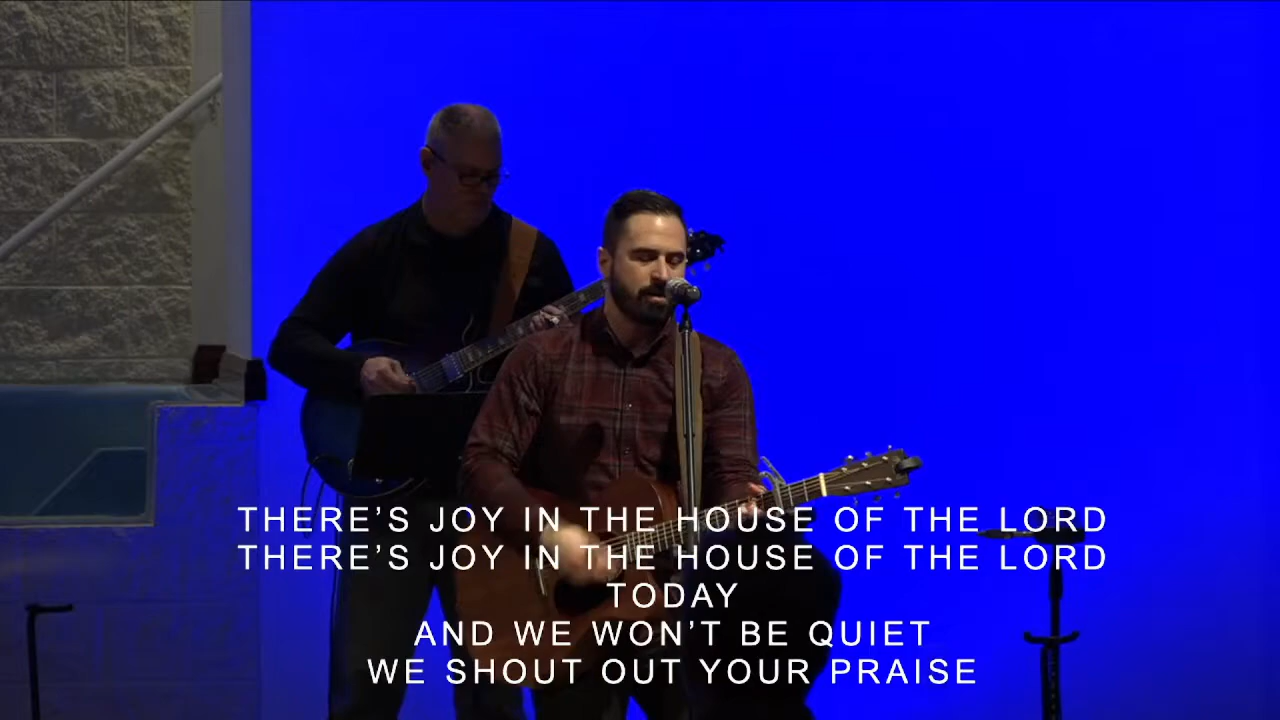 THERE’S JOY IN THE HOUSE OF THE LORD
THERE’S JOY IN THE HOUSE OF THE LORD
TODAY
AND WE WON’T BE QUIET
WE SHOUT OUT YOUR PRAISE